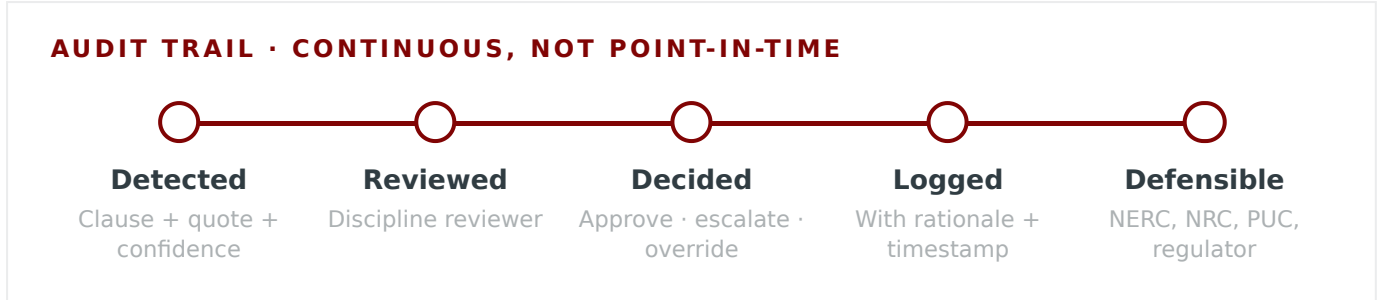 AUDIT TRAIL · CONTINUOUS, NOT POINT-IN-TIME
Detected
Clause + quote +
confidence
Reviewed
Discipline reviewer
Decided
Approve · escalate ·
override
Logged
With rationale +
timestamp
Defensible
NERC, NRC, PUC,
regulator